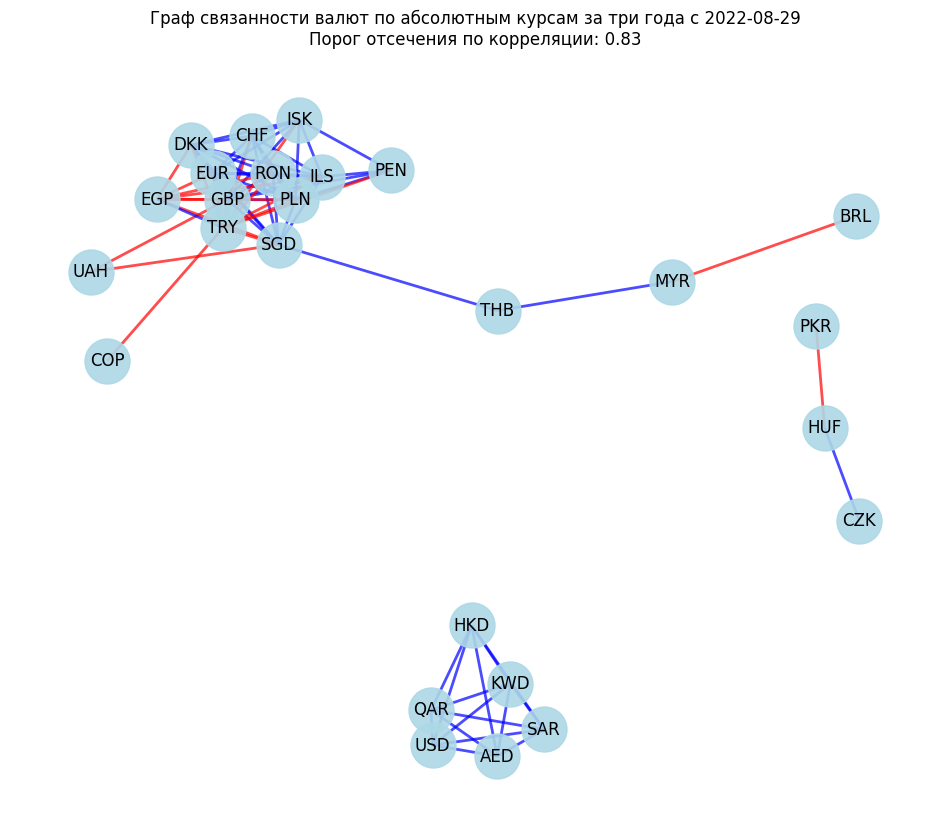 Граф связанности валют по абсолютным курсам за три года с 2022-08-29
Порог отсечения по корреляции: 0.83
ISK
CHF
DKK
PEN
EUR
RON
ILS
EGP
GBP
PLN
TRY
SGD
UAH
COP
BRL
MYR
THB
PKR
HUF
CZK
HKD
KWD
QAR
SAR
USD
AED